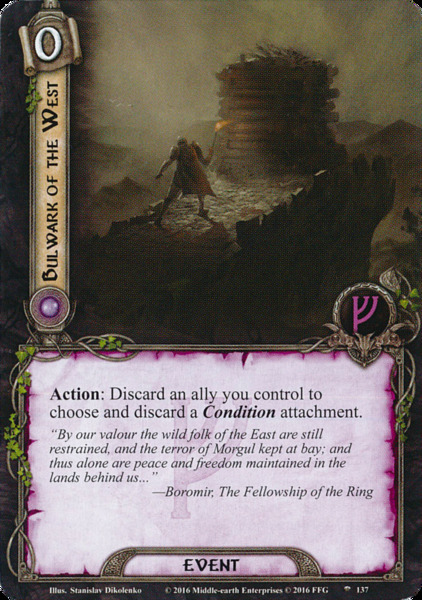 0
BULWARK OF THE WEST
Action: Discard an ally you control to
choose and discard a Condition attachment.
“By our valour the wild folk of the East are still
restrained, and the terror of Morgul kept at bay; and
thus alone are peace and freedom maintained in the
lands behind us...”
—Boromir, The Fellowship of the Ring
EVENT
Illus. Stanislav Dikolenko © 2016 Middle-earth Enterprises © 2016 FFG 137